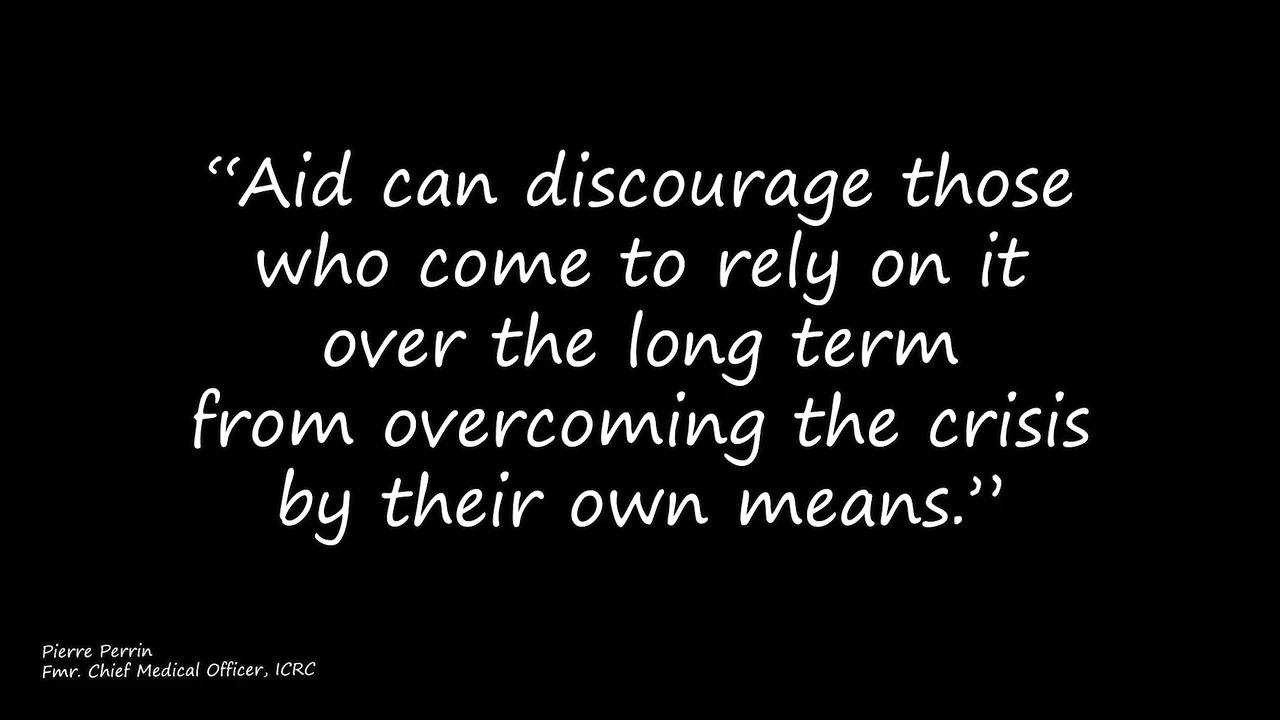 “Aid can discourage those
who come to rely on it
over the long term
from overcoming the crisis
by their own means.”
Pierre Perrin
Fmr. Chief Medical Officer, ICRC